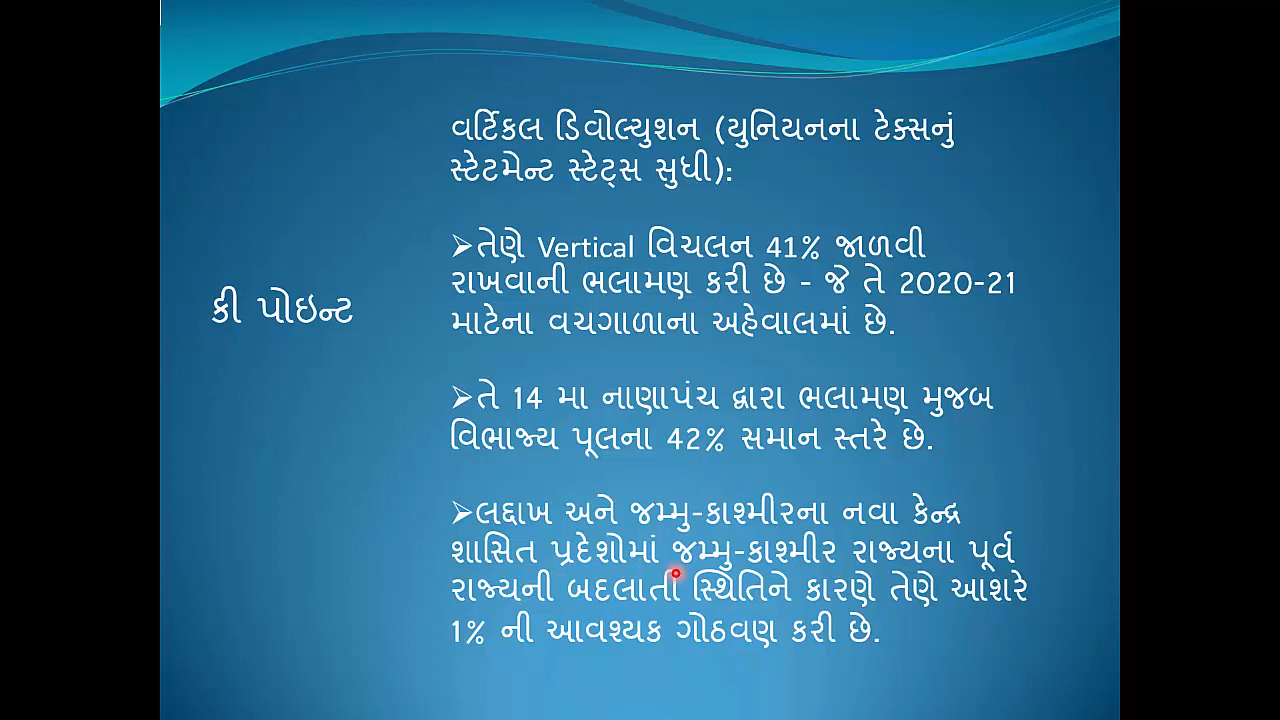 વર્ટિકલ ડિવોલ્યુશન (યુનિયનના ટેક્સનું
સ્ટેટમેન્ટ સ્ટેટ્સ સુધી):
➢તેણે Vertical વિચલન 41% જાળવી
રાખવાની ભલામણ કરી છે - જે તે 2020-21
માટેના વચગાળાના અહેવાલમાં છે.
કી પોઇન્ટ
➢તે 14 મા નાણાપંચ દ્વારા ભલામણ મુજબ
વિભાજ્ય પૂલના 42% સમાન સ્તરે છે.
➢લદ્દાખ અને જમ્મુ-કાશ્મીરના નવા કેન્દ્ર
શાસિત પ્રદેશોમાં જમ્મુ-કાશ્મીર રાજ્યના પૂર્વ
રાજ્યની બદલાતી સ્થિતિને કારણે તેણે આશરે
1% ની આવશ્યક ગોઠવણ કરી છે.